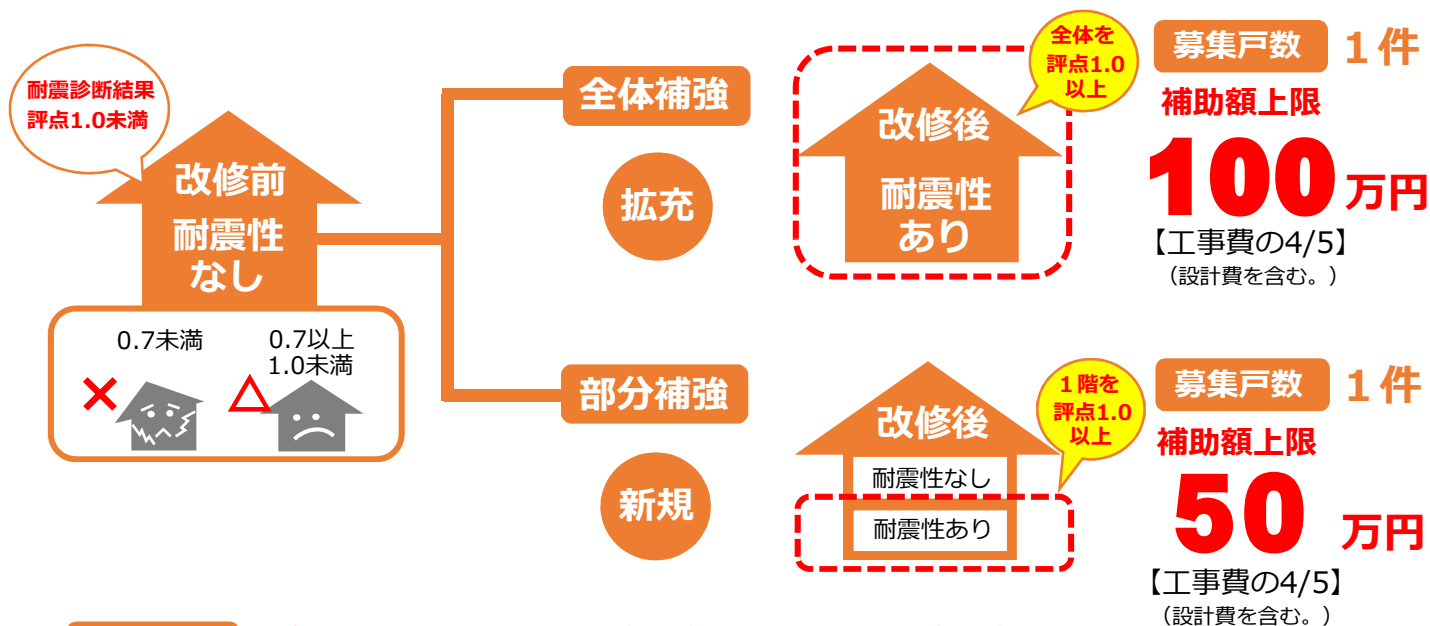 耐震診断結果
評点1.0未満
改修前
耐震性
なし
0.7未満
0.7以上
1.0未満
全体補強
拡充
改修後
耐震性
あり
全体を
評点1.0
以上
募集戸数
1件
補助額上限
100万円
【工事費の4/5】
（設計費を含む。）
部分補強
新規
改修後
耐震性なし
耐震性あり
1階を
評点1.0
以上
募集戸数
1件
補助額上限
50万円
【工事費の4/5】
（設計費を含む。）